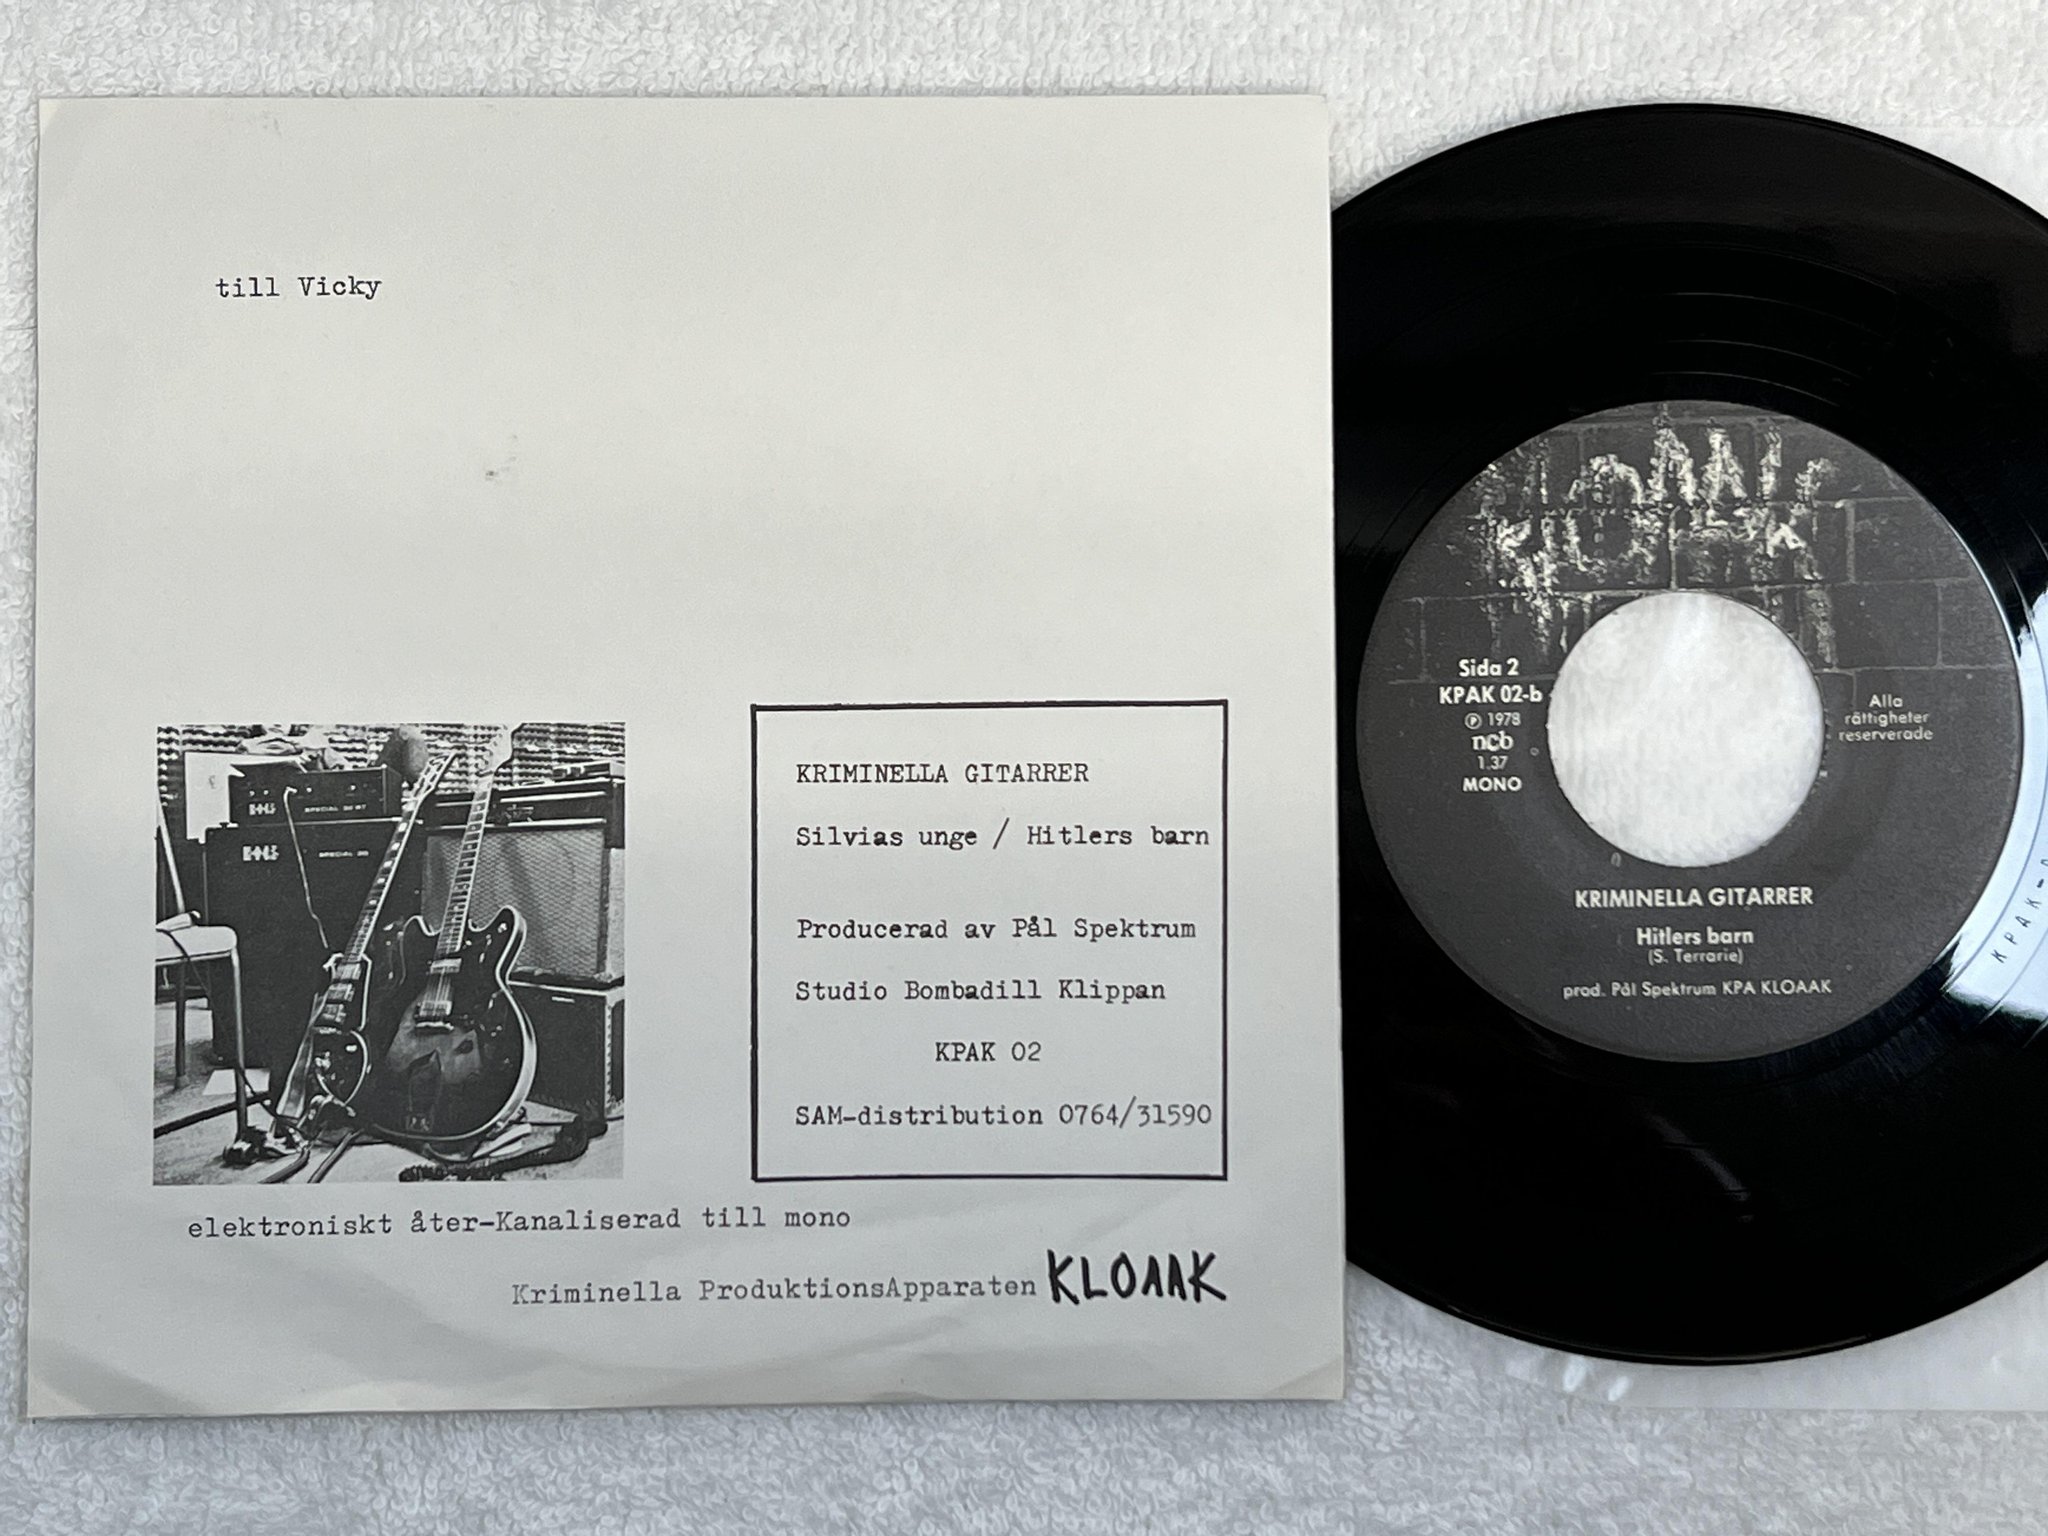 till Vicky
KRIMINELLA GITARRER
Silvias unge / Hitlers barn
Producerad av Pål Spektrum
Studio Bombadill Klippan
KPAK 02
SAM-distribution 0764/31590
elektroniskt åter-Kanaliserad till mono
Kriminella ProduktionsApparaten KLOAAK
Sida 2
KPAK 02-b
Ⓟ 1978
ncb
1.37
MONO
Alla
rättigheter
reserverade
KRIMINELLA GITARRER
Hitlers barn
(S. Terrarie)
prod. Pål Spektrum KPA KLOAAK
KPAK-